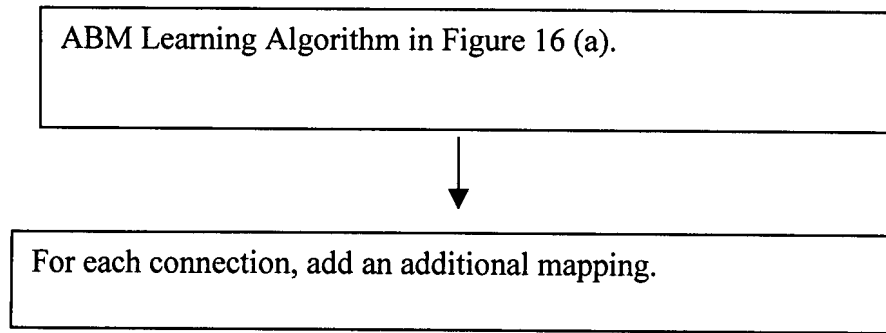 ABM Learning Algorithm in Figure 16 (a).
For each connection, add an additional mapping.